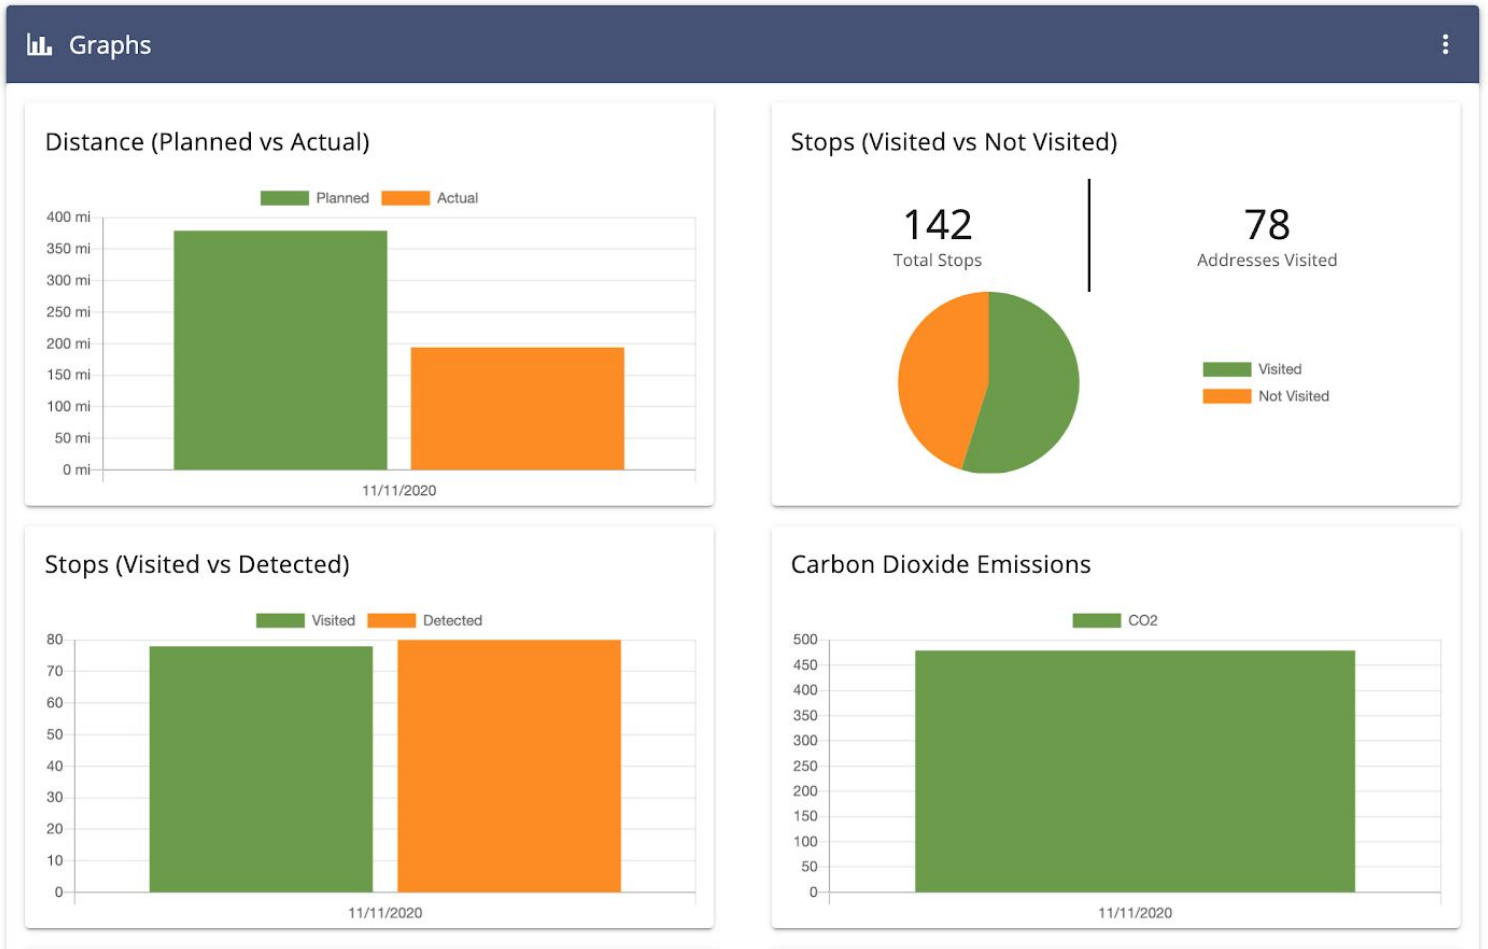 Graphs
Distance (Planned vs Actual)
Planned Actual
400 mi
350 mi
300 mi
250 mi
200 mi
150 mi
100 mi
50 mi
0 mi
11/11/2020
Stops (Visited vs Not Visited)
142
Total Stops
78
Addresses Visited
Visited
Not Visited
Stops (Visited vs Detected)
Visited Detected
80
70
60
50
40
30
20
10
0
11/11/2020
Carbon Dioxide Emissions
CO2
500
450
400
350
300
250
200
150
100
50
0
11/11/2020